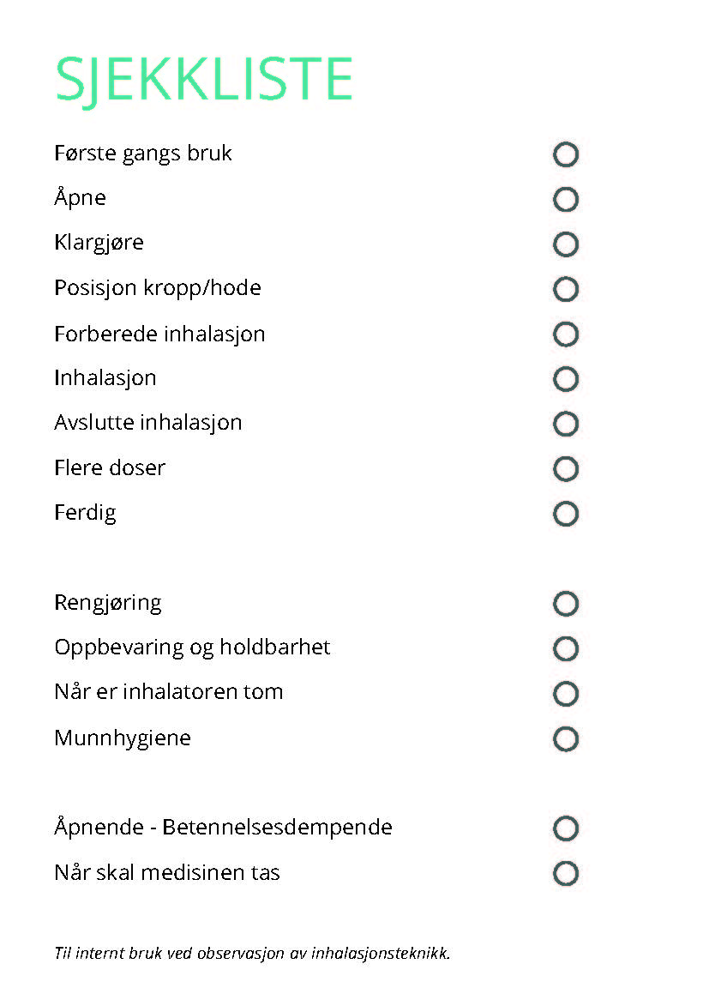 SJEKKLISTE
Første gangs bruk
Åpne
Klargjøre
Posisjon kropp/hode
Forberede inhalasjon
Inhalasjon
Avslutte inhalasjon
Flere doser
Ferdig
Rengjøring
Oppbevaring og holdbarhet
Når er inhalatoren tom
Munnhygiene
Åpnende - Betennelsesdempende
Når skal medisinen tas
Til internt bruk ved observasjon av inhalasjonsteknikk.